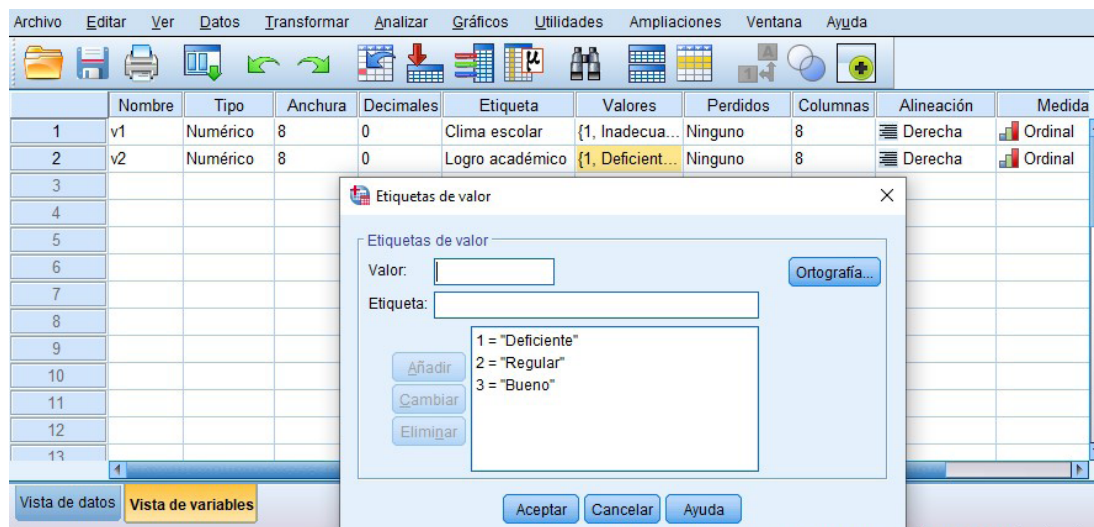 Archivo Editar Ver Datos Transformar Analizar Gráficos Utilidades Ampliaciones Ventana Ayuda
Nombre Tipo Anchura Decimales Etiqueta Valores Perdidos Columnas Alineación Medida
1 v1 Numérico 8 0 Clima escolar {1, Inadecua... Ninguno 8 Derecha Ordinal
2 v2 Numérico 8 0 Logro académico {1, Deficient... Ninguno 8 Derecha Ordinal
3
4
5
6
7
8
9
10
11
12
13
Etiquetas de valor
Etiquetas de valor
Valor:
Ortografía...
Etiqueta:
1 = "Deficiente"
2 = "Regular"
3 = "Bueno"
Añadir
Cambiar
Eliminar
Aceptar Cancelar Ayuda
Vista de datos Vista de variables